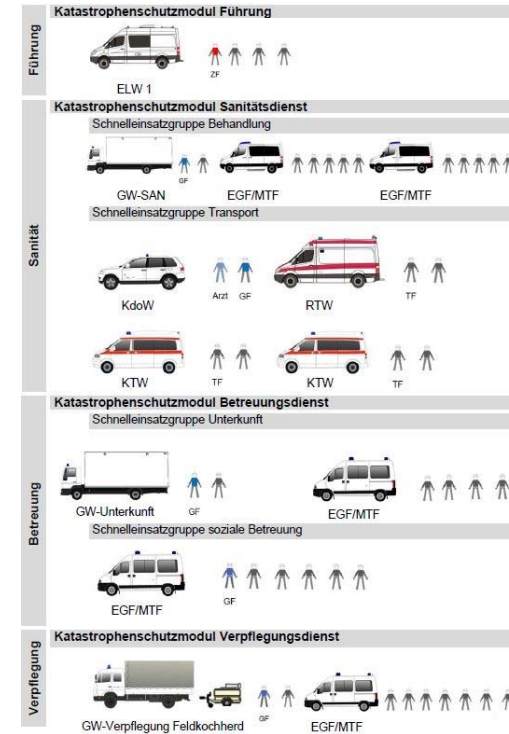 Führung
Katastrophenschutzmodul Führung
ZF
ELW 1
Sanität
Katastrophenschutzmodul Sanitätsdienst
Schnelleinsatzgruppe Behandlung
GF
GW-SAN EGF/MTF EGF/MTF
Schnelleinsatzgruppe Transport
Arzt GF TF
KdoW RTW
KTW TF KTW TF
Betreuung
Katastrophenschutzmodul Betreuungsdienst
Schnelleinsatzgruppe Unterkunft
GW-Unterkunft GF EGF/MTF
Schnelleinsatzgruppe soziale Betreuung
GF
EGF/MTF
Verpflegung
Katastrophenschutzmodul Verpflegungsdienst
GF
GW-Verpflegung Feldkochherd EGF/MTF